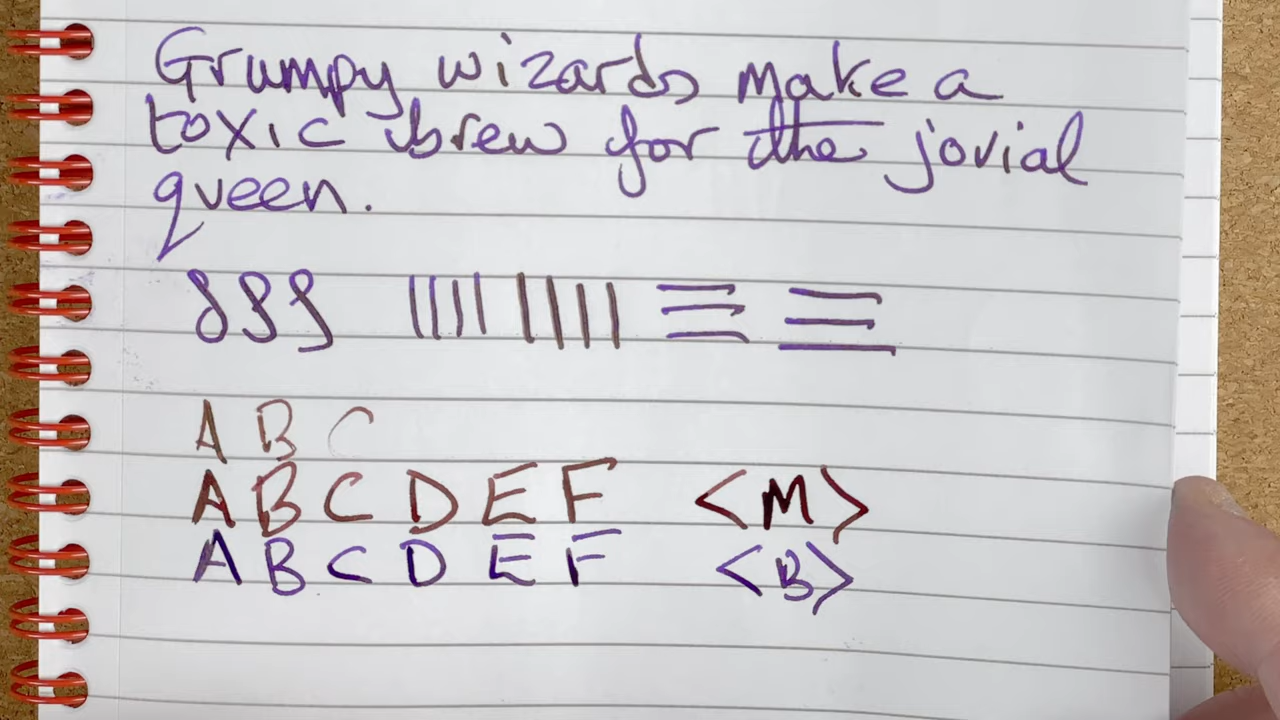 Grumpy wizards make a
toxic brew for the jovial
queen.
A B C
A B C D E F <M>
A B C D E F <B>